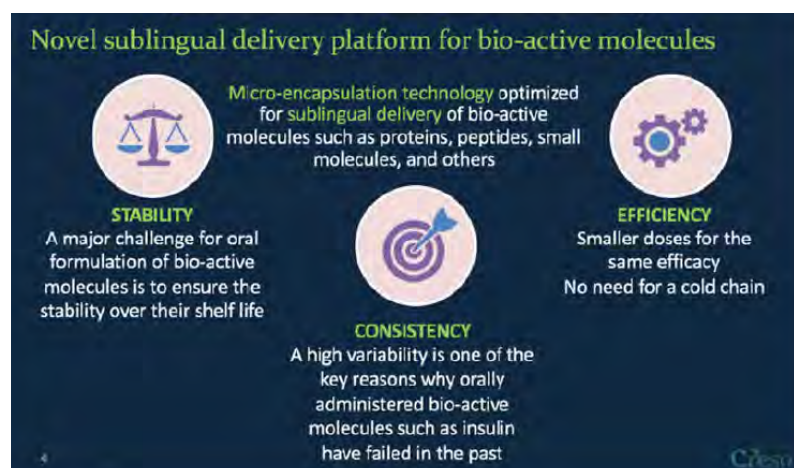 Novel sublingual delivery platform for bio-active molecules
Micro-encapsulation technology optimized
for sublingual delivery of bio-active
molecules such as proteins, peptides, small
molecules, and others
STABILITY
A major challenge for oral
formulation of bio-active
molecules is to ensure the
stability over their shelf life
CONSISTENCY
A high variability is one of the
key reasons why orally
administered bio-active
molecules such as insulin
have failed in the past
EFFICIENCY
Smaller doses for the
same efficacy
No need for a cold chain
4
Creso